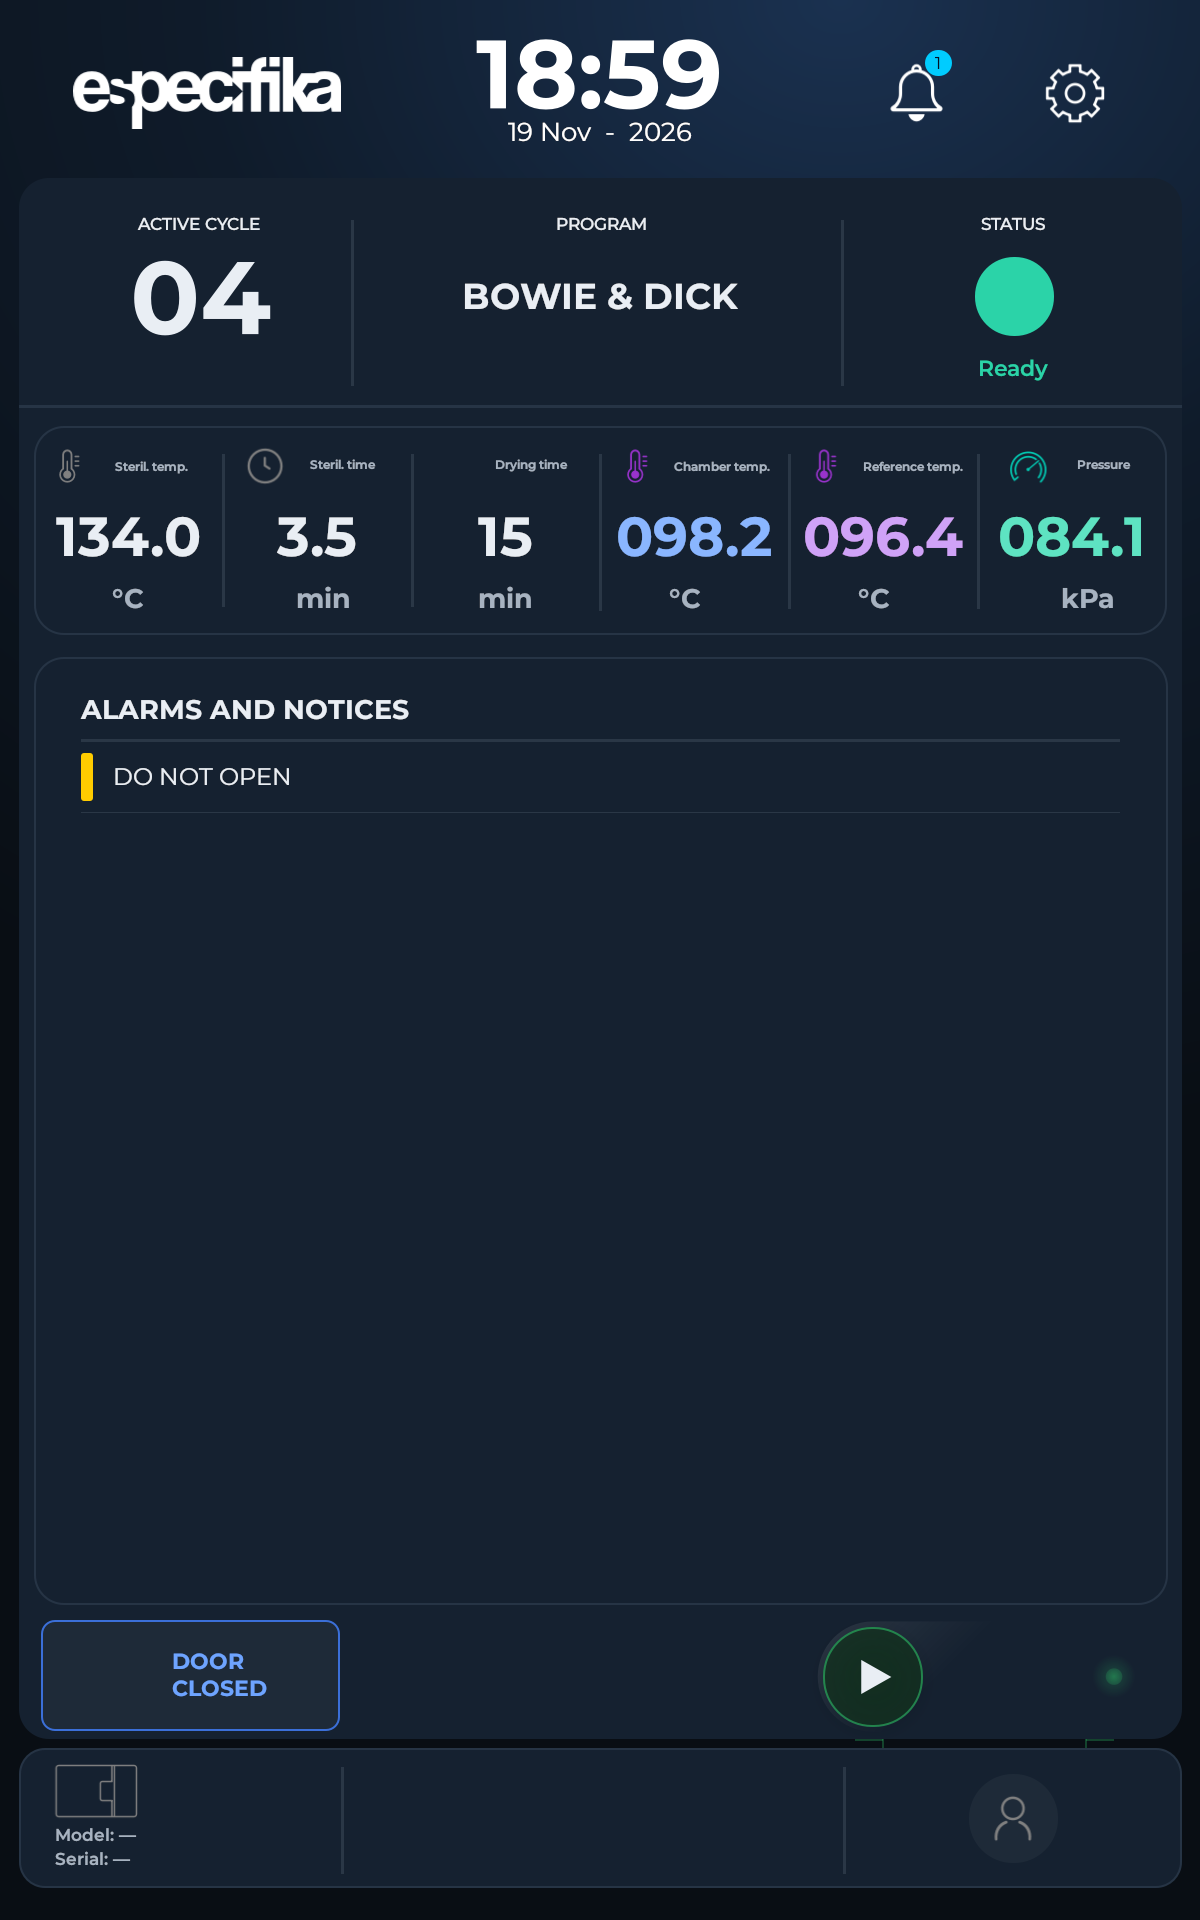 especifika
18:59
19 Nov - 2026
1
ACTIVE CYCLE
04
PROGRAM
BOWIE & DICK
STATUS
Ready
Steril. temp.
134.0
°C
Steril. time
3.5
min
Drying time
15
min
Chamber temp.
098.2
°C
Reference temp.
096.4
°C
Pressure
084.1
kPa
ALARMS AND NOTICES
DO NOT OPEN
DOOR
CLOSED
Model: —
Serial: —